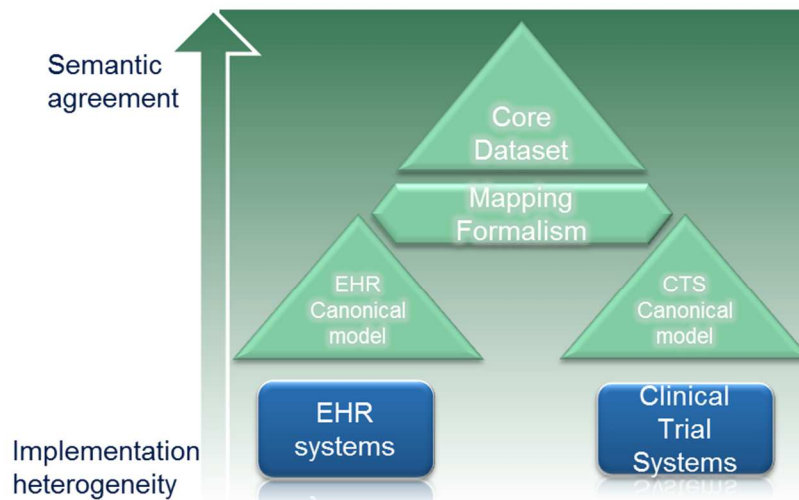 Semantic
agreement
Core
Dataset
Mapping
Formalism
EHR
Canonical
model
CTS
Canonical
model
EHR
systems
Clinical
Trial
Systems
Implementation
heterogeneity